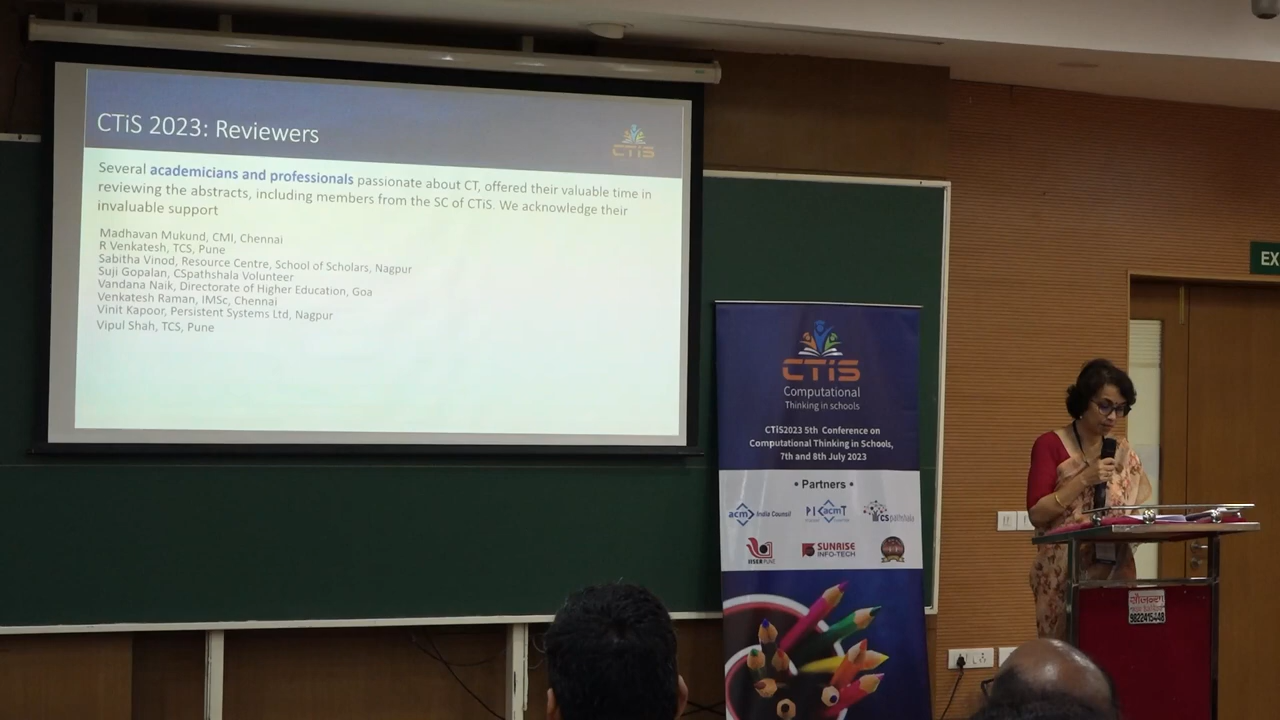 CTiS 2023: Reviewers
CTiS
Several academicians and professionals passionate about CT, offered their valuable time in
reviewing the abstracts, including members from the SC of CTiS. We acknowledge their
invaluable support
Madhavan Mukund, CMI, Chennai
R Venkatesh, TCS, Pune
Sabitha Vinod, Resource Centre, School of Scholars, Nagpur
Suji Gopalan, CSpathshala Volunteer
Vandana Naik, Directorate of Higher Education, Goa
Venkatesh Raman, IMSc, Chennai
Vinit Kapoor, Persistent Systems Ltd, Nagpur
Vipul Shah, TCS, Pune
EX
CTiS
Computational
Thinking in schools
CTiS2023 5th Conference on
Computational Thinking in Schools,
7th and 8th July 2023
• Partners •
acm India Council
acm
CSpathshala
IISER PUNE
SUNRISE
INFO-TECH
9822415448